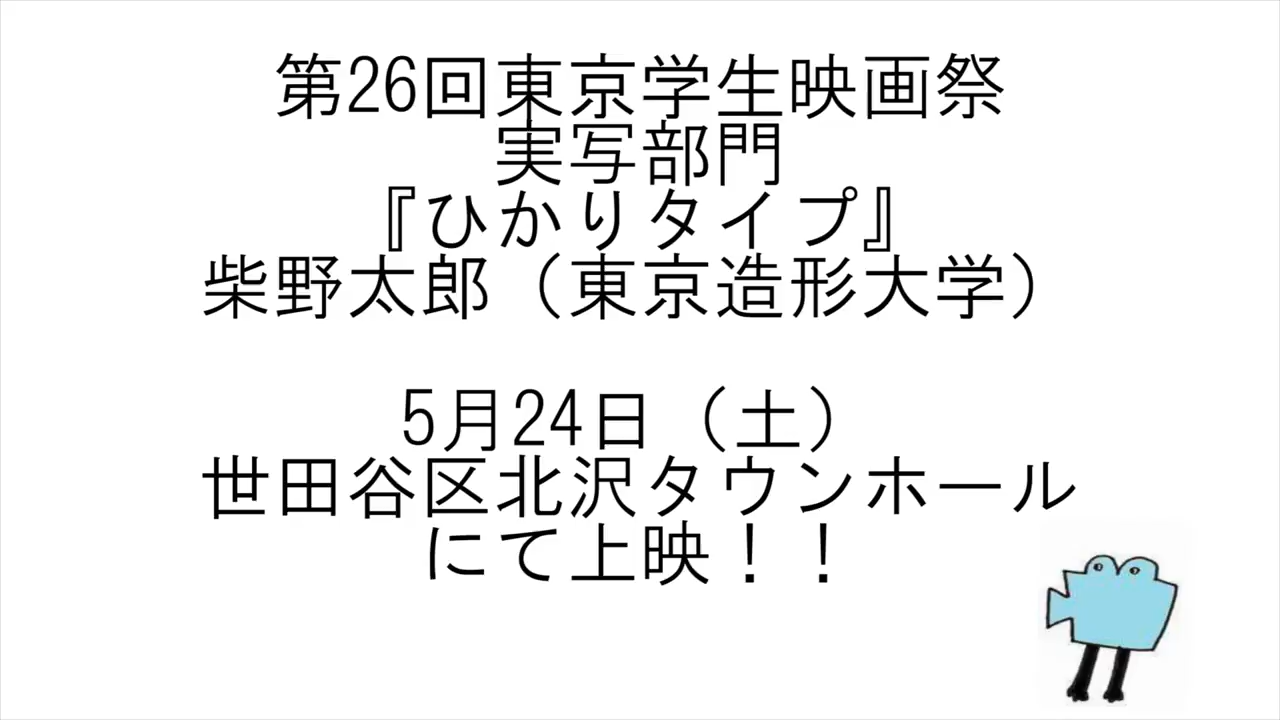 第26回東京学生映画祭
実写部門
『ひかりタイプ』
柴野太郎（東京造形大学）
5月24日（土）
世田谷区北沢タウンホール
にて上映！！